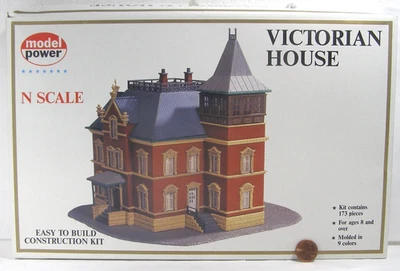 model
power
N SCALE
VICTORIAN
HOUSE
• Kit contains
173 pieces
• For ages 8 and
over
• Molded in
9 colors
EASY TO BUILD
CONSTRUCTION KIT